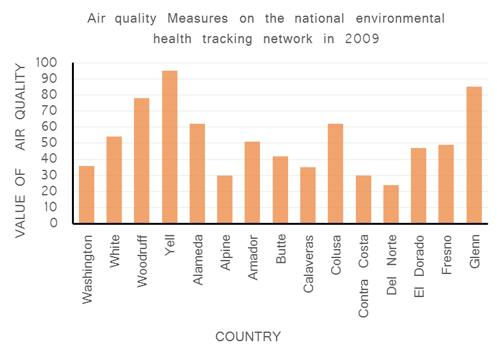 Air quality Measures on the national environmental
health tracking network in 2009
VALUE OF AIR QUALITY
100
90
80
70
60
50
40
30
20
10
0
Washington
White
Woodruff
Yell
Alameda
Alpine
Amador
Butte
Calaveras
Colusa
Contra Costa
Del Norte
El Dorado
Fresno
Glenn
COUNTRY